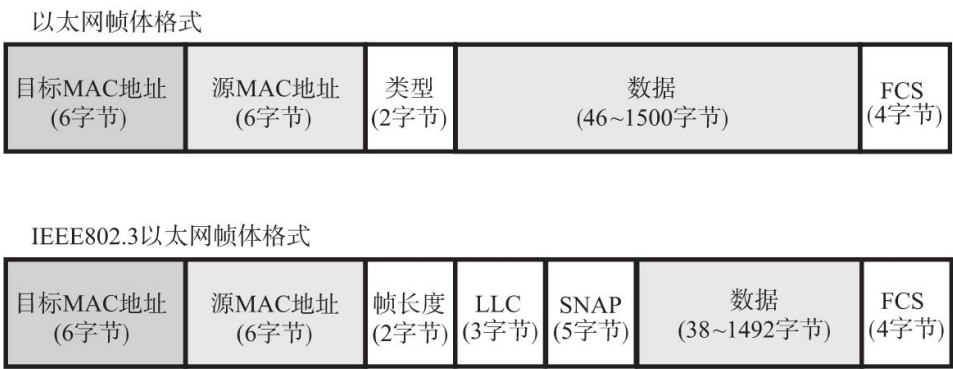 以太网帧体格式
目标MAC地址 源MAC地址 类型 数据 FCS
(6字节) (6字节) (2字节) (46~1500字节) (4字节)
IEEE802.3以太网帧体格式
目标MAC地址 源MAC地址 帧长度 LLC SNAP 数据 FCS
(6字节) (6字节) (2字节) (3字节) (5字节) (38~1492字节) (4字节)